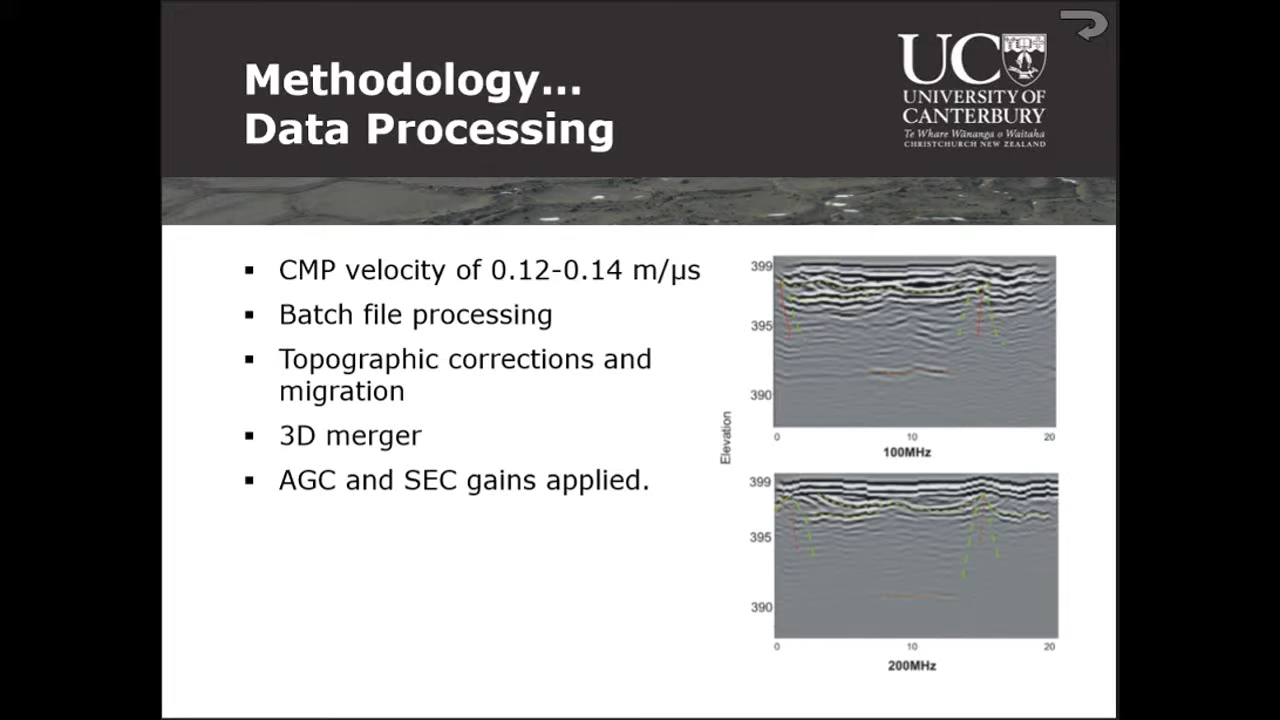 Methodology...
Data Processing
UC
UNIVERSITY OF
CANTERBURY
Te Whare Wānanga o Waitaha
CHRISTCHURCH NEW ZEALAND
▪ CMP velocity of 0.12-0.14 m/µs
▪ Batch file processing
▪ Topographic corrections and
migration
▪ 3D merger
▪ AGC and SEC gains applied.
Elevation
399
395
390
0 10 20
100MHz
399
395
390
0 10 20
200MHz